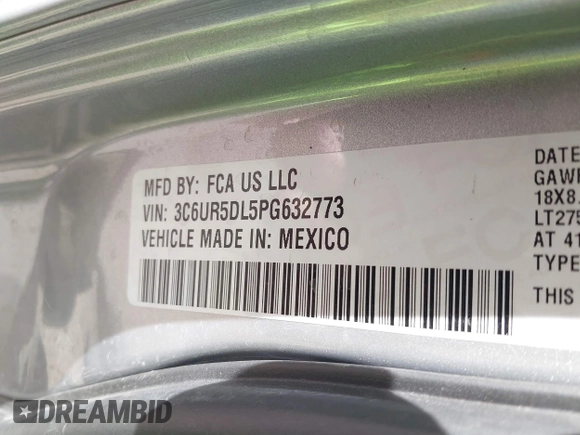 MFD BY: FCA US LLC
VIN: 3C6UR5DL5PG632773
VEHICLE MADE IN: MEXICO
DATE
GAWR
18X8.
LT275
AT 41
TYPE
THIS
DREAMBID